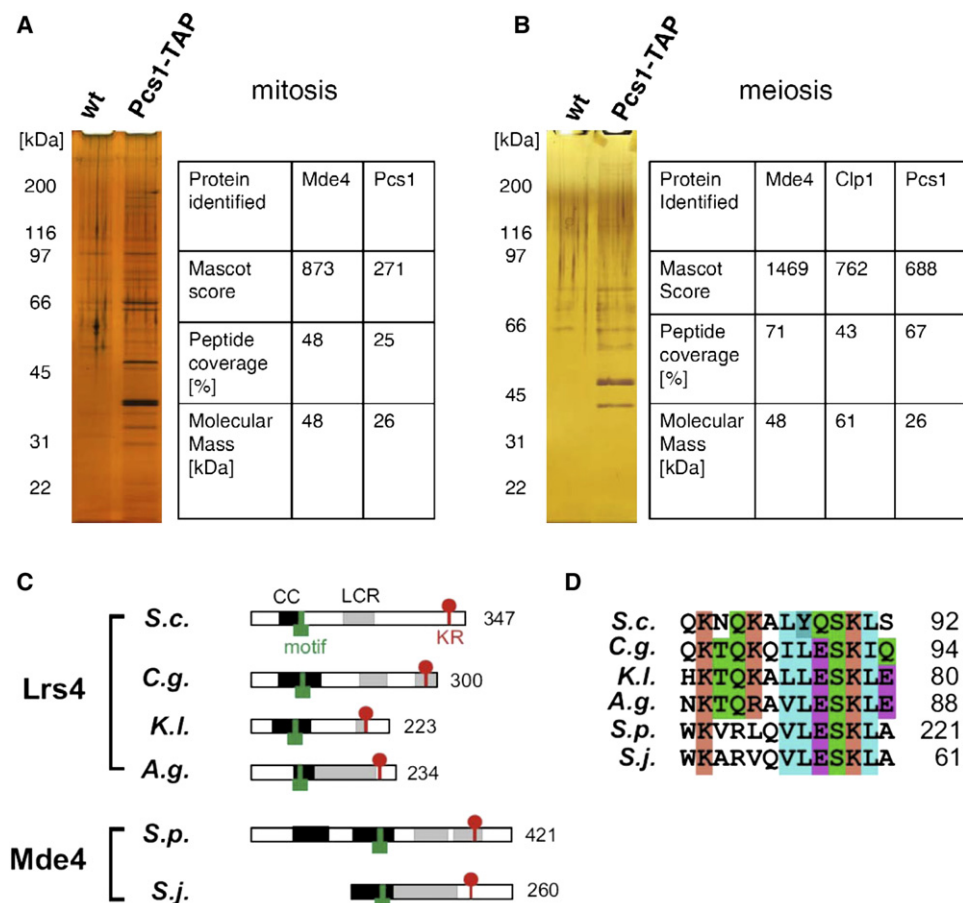 A
wt
Pcs1-TAP
mitosis
[kDa]
200
116
97
66
45
31
22
Protein identified Mde4 Pcs1
Mascot score 873 271
Peptide coverage [%] 48 25
Molecular Mass [kDa] 48 26
B
wt
Pcs1-TAP
meiosis
[kDa]
200
116
97
66
45
31
22
Protein Identified Mde4 Clp1 Pcs1
Mascot Score 1469 762 688
Peptide coverage [%] 71 43 67
Molecular Mass [kDa] 48 61 26
C
CC LCR
S.c. 347
motif KR
Lrs4
C.g. 300
K.l. 223
A.g. 234
Mde4
S.p. 421
S.j. 260
D
S.c. QKNQKALYQSKLS 92
C.g. QKTQKQILESKIQ 94
K.l. HKTQKALLESKLE 80
A.g. NKTQRAVLESKLE 88
S.p. WKVRLQVLESKLA 221
S.j. WKARVQVLESKLA 61